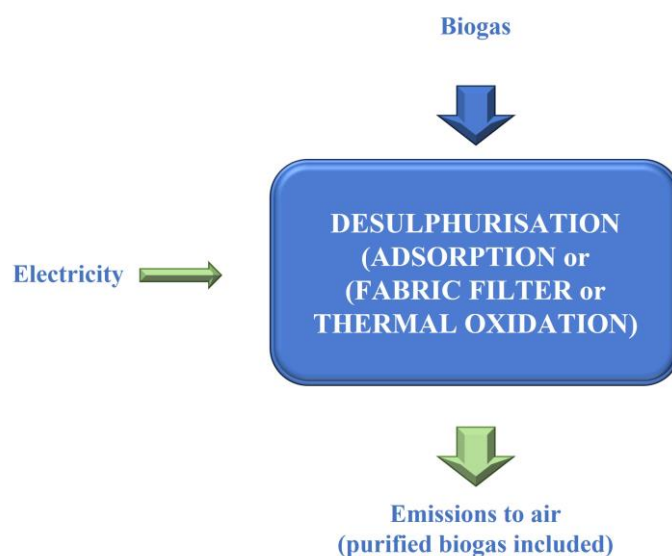 Biogas
DESULPHURISATION
(ADSORPTION or
(FABRIC FILTER or
THERMAL OXIDATION)
Electricity
Emissions to air
(purified biogas included)